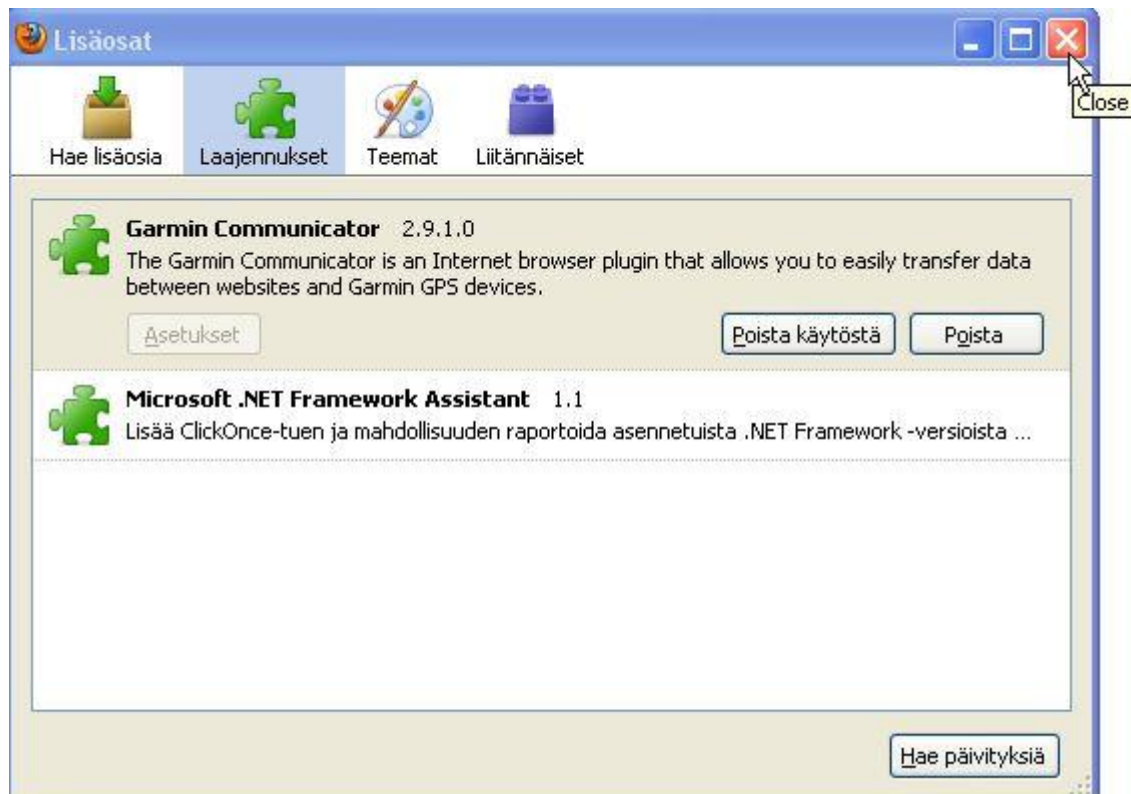 Lisäosat
Close
Hae lisäosia Laajennukset Teemat Liitännäiset
Garmin Communicator 2.9.1.0
The Garmin Communicator is an Internet browser plugin that allows you to easily transfer data
between websites and Garmin GPS devices.
Asetukset Poista käytöstä Poista
Microsoft .NET Framework Assistant 1.1
Lisää ClickOnce-tuen ja mahdollisuuden raportoida asennetuista .NET Framework -versioista ...
Hae päivityksiä